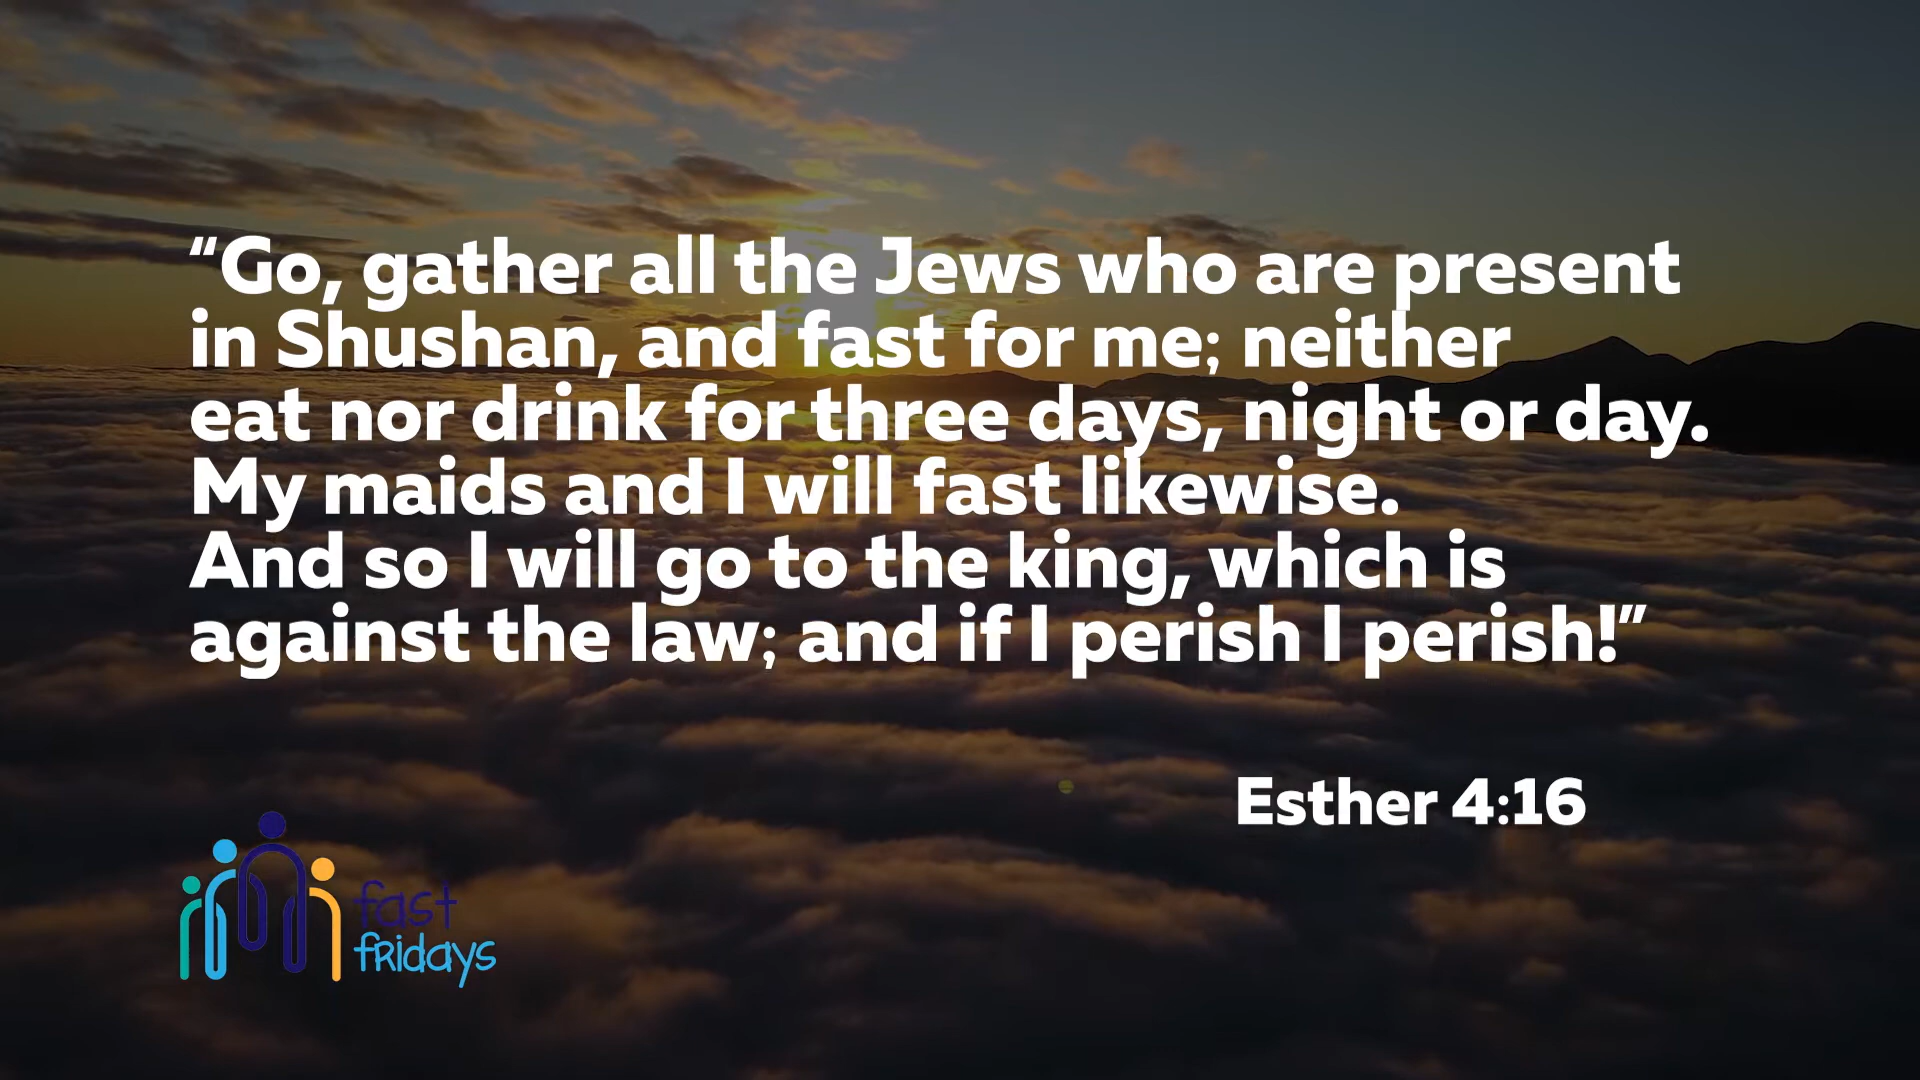 “Go, gather all the Jews who are present
in Shushan, and fast for me; neither
eat nor drink for three days, night or day.
My maids and I will fast likewise.
And so I will go to the king, which is
against the law; and if I perish I perish!”
Esther 4:16
fast
fridays